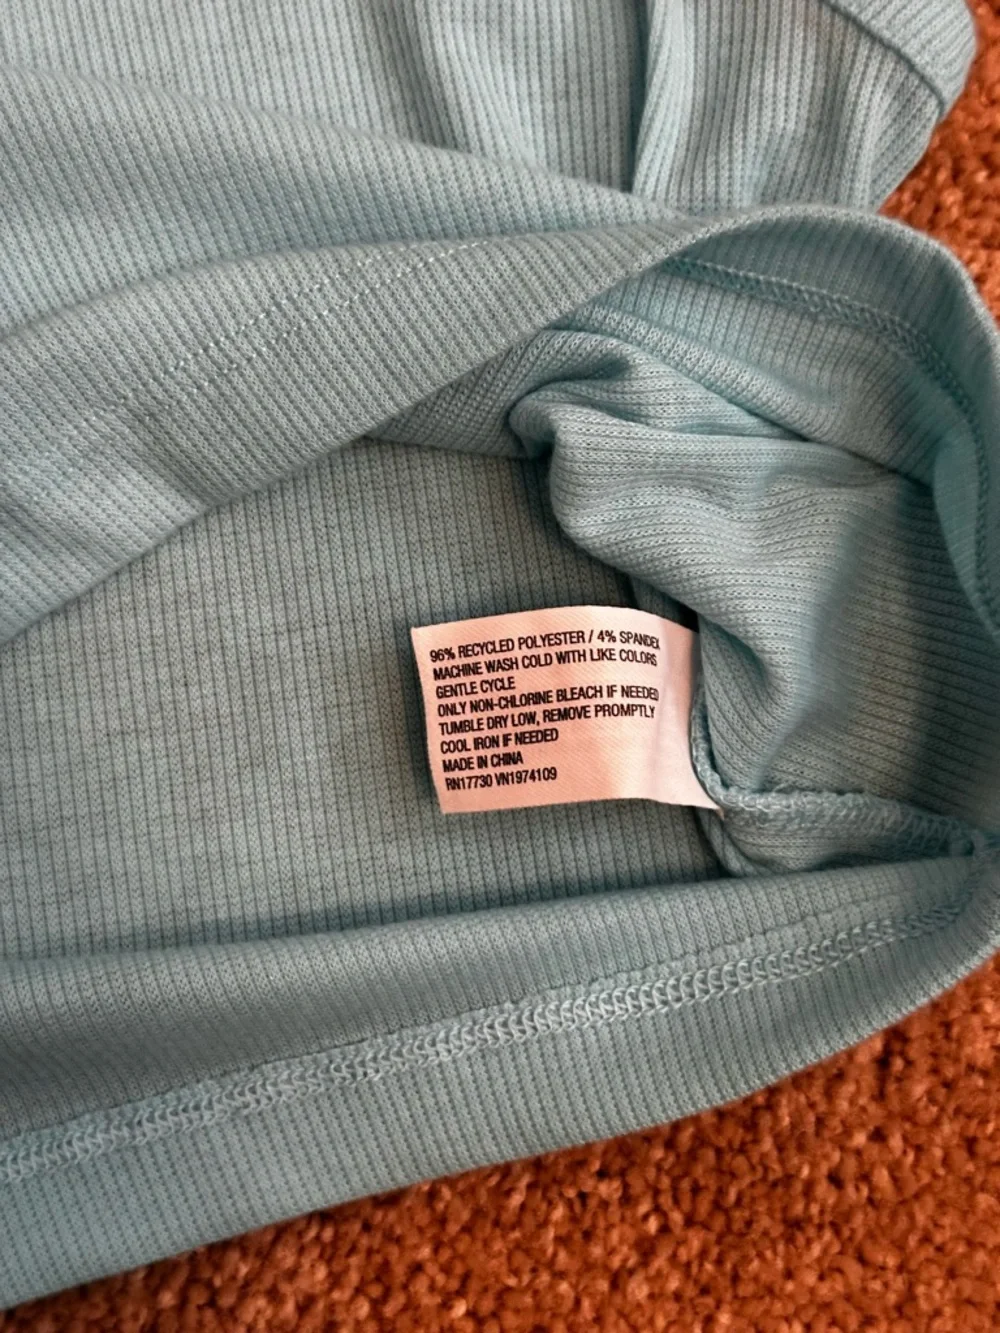 96% RECYCLED POLYESTER / 4% SPANDEX
MACHINE WASH COLD WITH LIKE COLORS
GENTLE CYCLE
ONLY NON-CHLORINE BLEACH IF NEEDED
TUMBLE DRY LOW, REMOVE PROMPTLY
COOL IRON IF NEEDED
MADE IN CHINA
RN17730 VN1974109